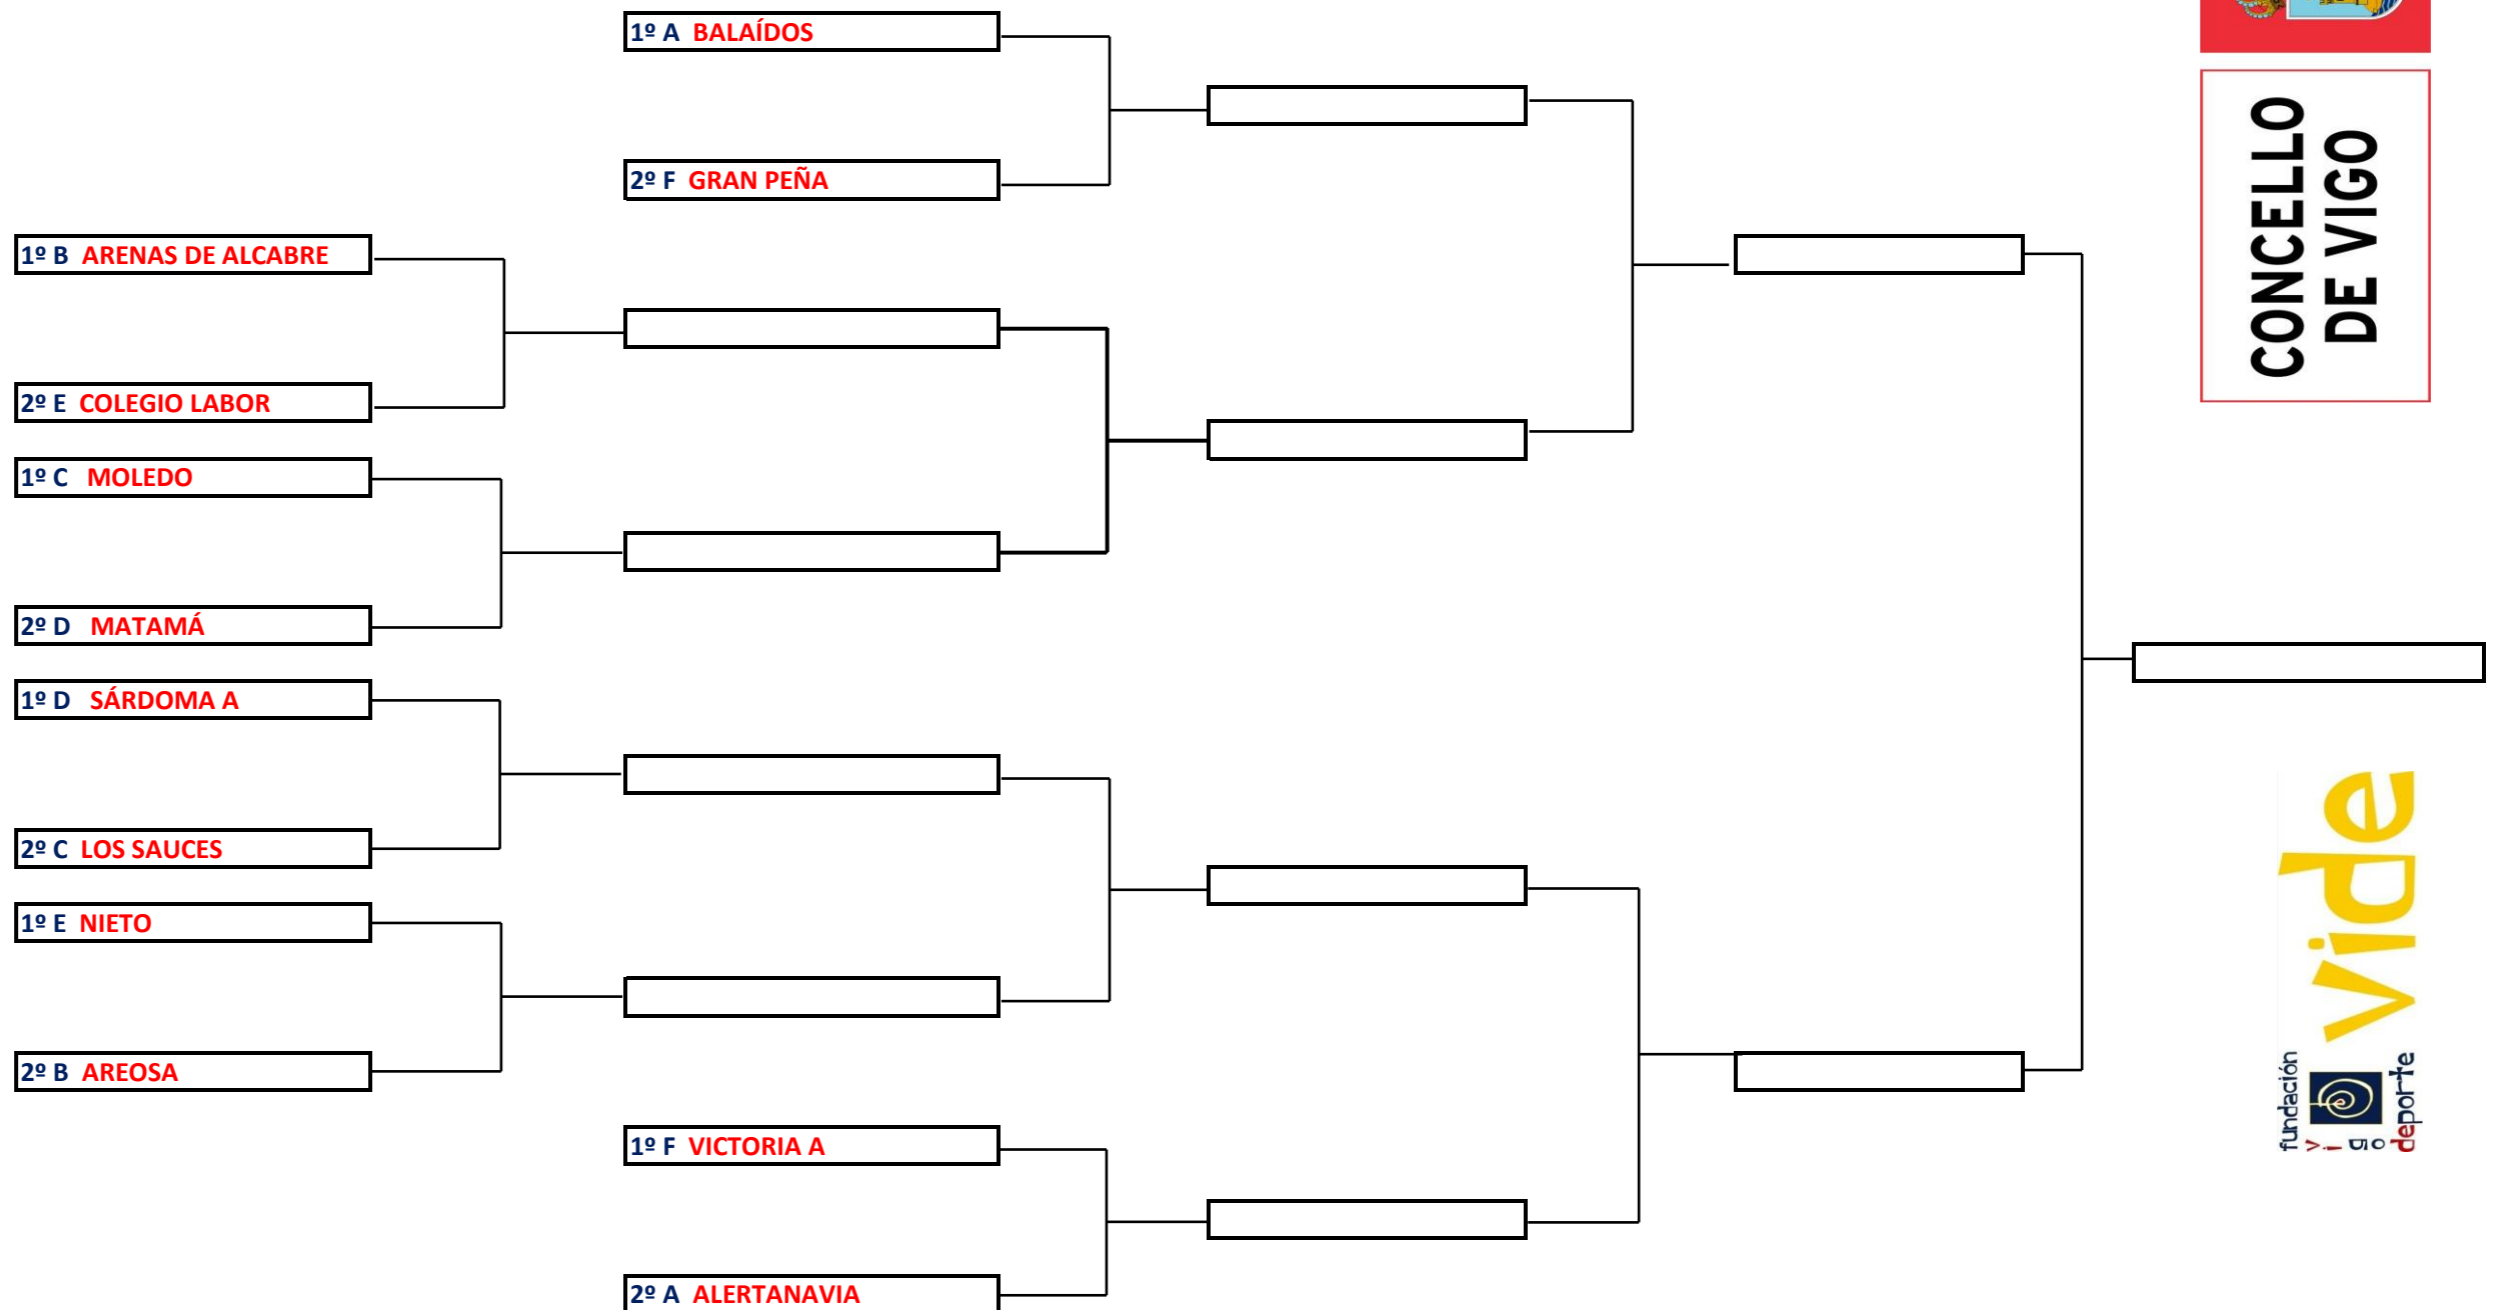 1º A BALAÍDOS
2º F GRAN PEÑA
1º B ARENAS DE ALCABRE
2º E COLEGIO LABOR
1º C MOLEDO
2º D MATAMÁ
1º D SÁRDOMA A
2º C LOS SAUCES
1º E NIETO
2º B AREOSA
1º F VICTORIA A
2º A ALERTANAVIA
CONCELLO
DE VIGO
fundación
vigo
deporte
vide